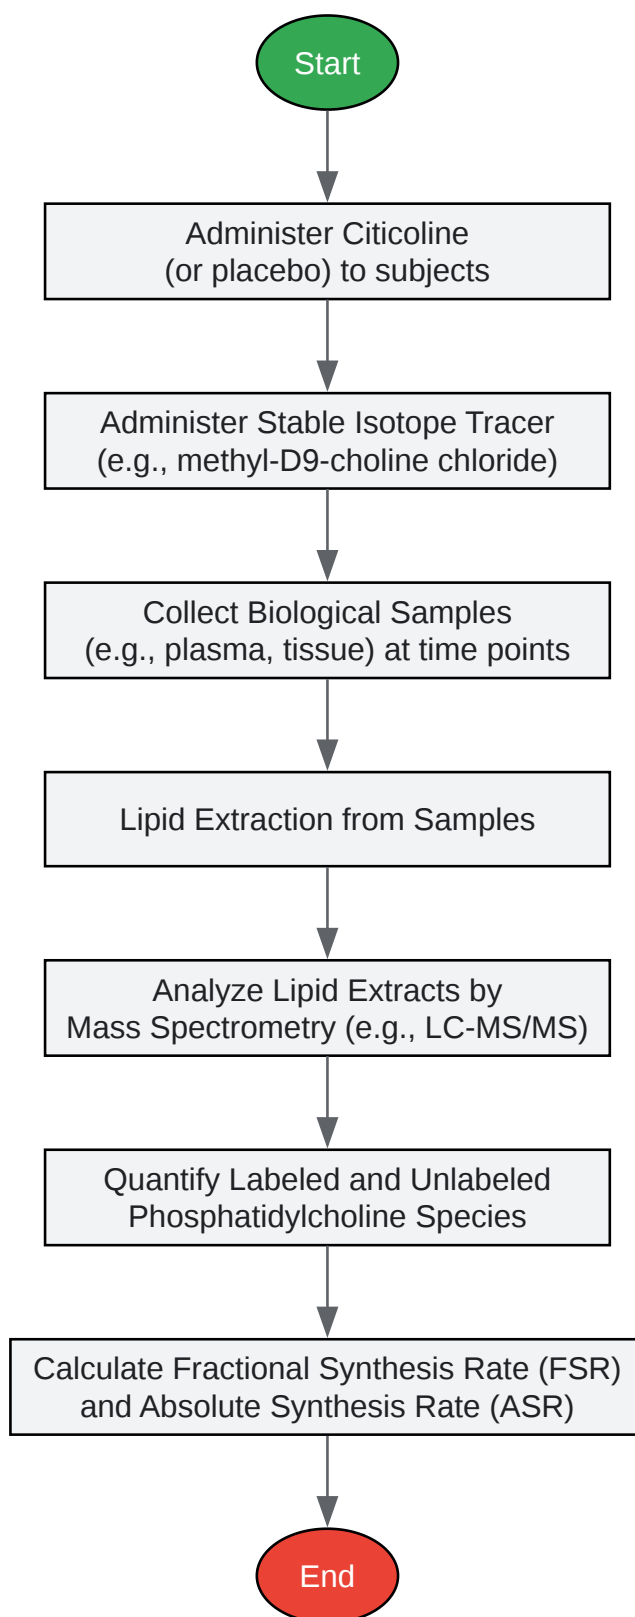 Start
Administer Citicoline
(or placebo) to subjects
Administer Stable Isotope Tracer
(e.g., methyl-D9-choline chloride)
Collect Biological Samples
(e.g., plasma, tissue) at time points
Lipid Extraction from Samples
Analyze Lipid Extracts by
Mass Spectrometry (e.g., LC-MS/MS)
Quantify Labeled and Unlabeled
Phosphatidylcholine Species
Calculate Fractional Synthesis Rate (FSR)
and Absolute Synthesis Rate (ASR)
End